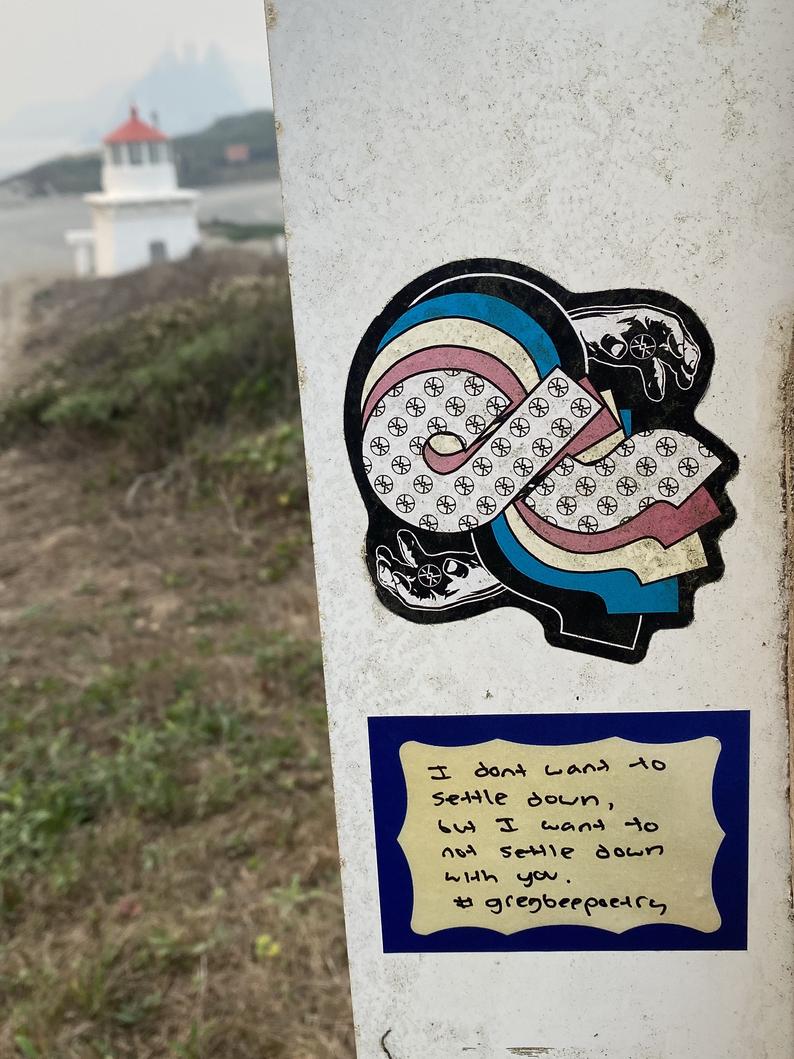 I dont want to
settle down,
but I want to
not settle down
with you.
# gregbeepoetry